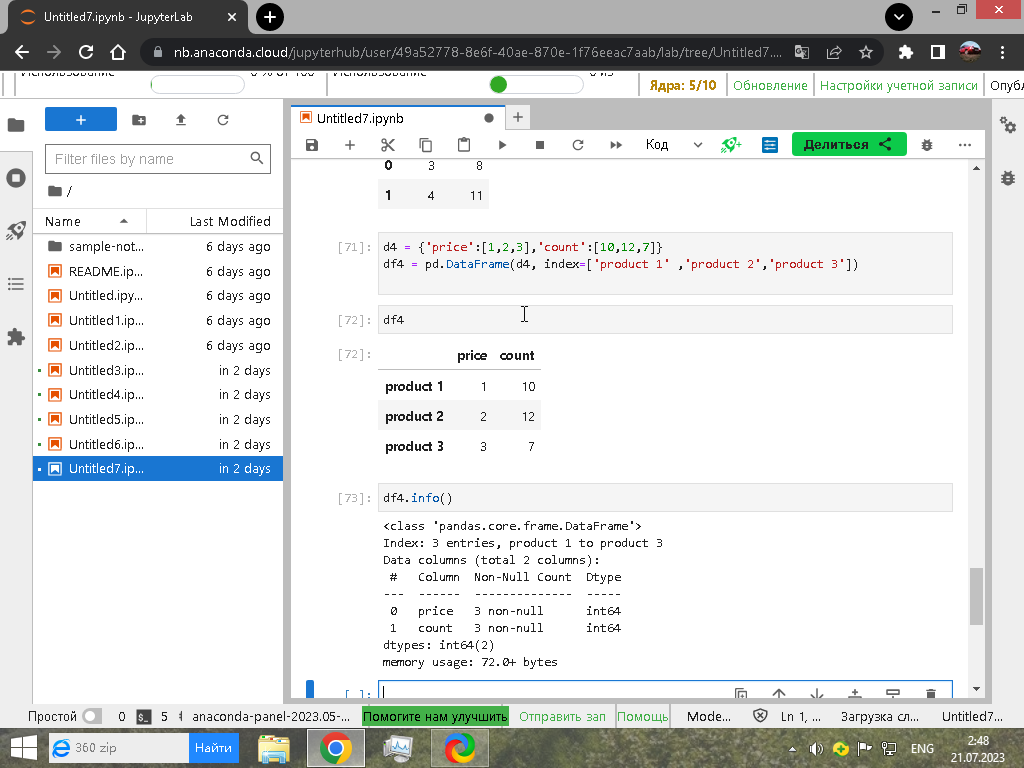 Untitled7.ipynb - JupyterLab
nb.anaconda.cloud/jupyterhub/user/49a52778-8e6f-40ae-870e-1f76eeac7aab/lab/tree/Untitled7....
Использование 0 % от 100 Использование 0 из
Ядра: 5/10 Обновление Настройки учетной записи Опубл
Untitled7.ipynb
Код
Делиться
Filter files by name
/
Name Last Modified
sample-not... 6 days ago
README.ip... 6 days ago
Untitled.ipy... 6 days ago
Untitled1.ip... 6 days ago
Untitled2.ip... 6 days ago
Untitled3.ip... in 2 days
Untitled4.ip... in 2 days
Untitled5.ip... in 2 days
Untitled6.ip... in 2 days
Untitled7.ip... in 2 days
0 3 8
1 4 11
[71]: d4 = {'price':[1,2,3],'count':[10,12,7]}
df4 = pd.DataFrame(d4, index=['product 1' ,'product 2','product 3'])
[72]: df4
[72]: price count
product 1 1 10
product 2 2 12
product 3 3 7
[73]: df4.info()
<class 'pandas.core.frame.DataFrame'>
Index: 3 entries, product 1 to product 3
Data columns (total 2 columns):
# Column Non-Null Count Dtype
--- ------ -------------- -----
0 price 3 non-null int64
1 count 3 non-null int64
dtypes: int64(2)
memory usage: 72.0+ bytes
[ ]:
Простой 0 5 anaconda-panel-2023.05-... Помогите нам улучшить Отправить зап Помощь Mode... Ln 1, ... Загрузка сл... Untitled7...
360 zip Найти
ENG
2:48
21.07.2023